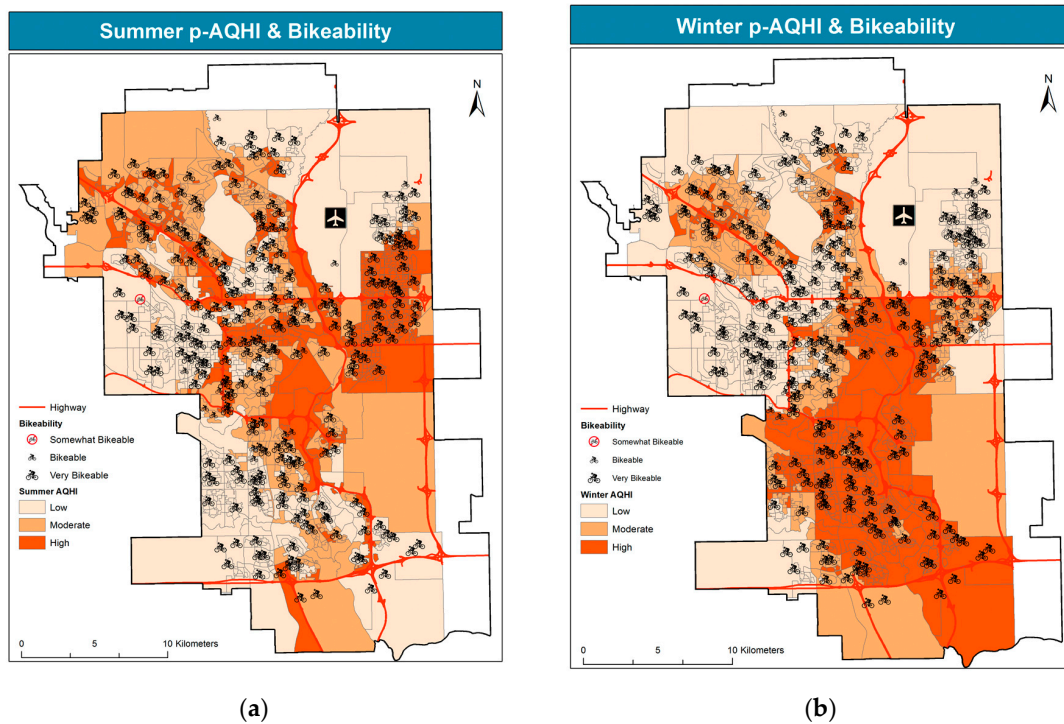 Summer p-AQHI & Bikeability
N
Highway
Bikeability
Somewhat Bikeable
Bikeable
Very Bikeable
Summer AQHI
Low
Moderate
High
0 5 10 Kilometers
(a)
Winter p-AQHI & Bikeability
N
Highway
Bikeability
Somewhat Bikeable
Bikeable
Very Bikeable
Winter AQHI
Low
Moderate
High
0 5 10 Kilometers
(b)